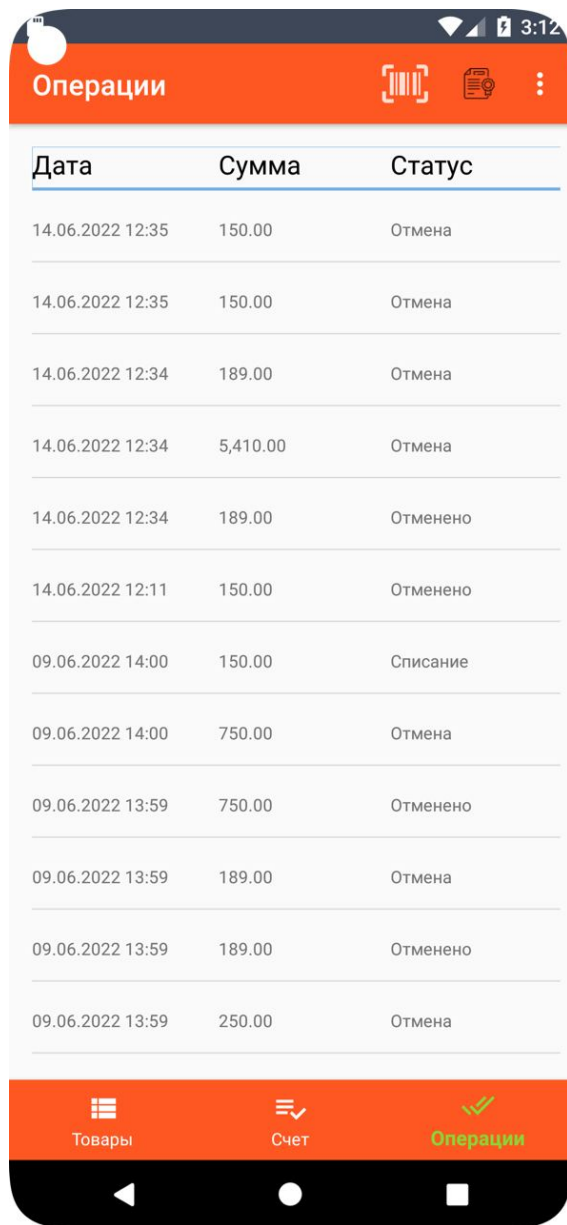 3:12
Операции
Дата Сумма Статус
14.06.2022 12:35 150.00 Отмена
14.06.2022 12:35 150.00 Отмена
14.06.2022 12:34 189.00 Отмена
14.06.2022 12:34 5,410.00 Отмена
14.06.2022 12:34 189.00 Отменено
14.06.2022 12:11 150.00 Отменено
09.06.2022 14:00 150.00 Списание
09.06.2022 14:00 750.00 Отмена
09.06.2022 13:59 750.00 Отменено
09.06.2022 13:59 189.00 Отмена
09.06.2022 13:59 189.00 Отменено
09.06.2022 13:59 250.00 Отмена
Товары Счет Операции